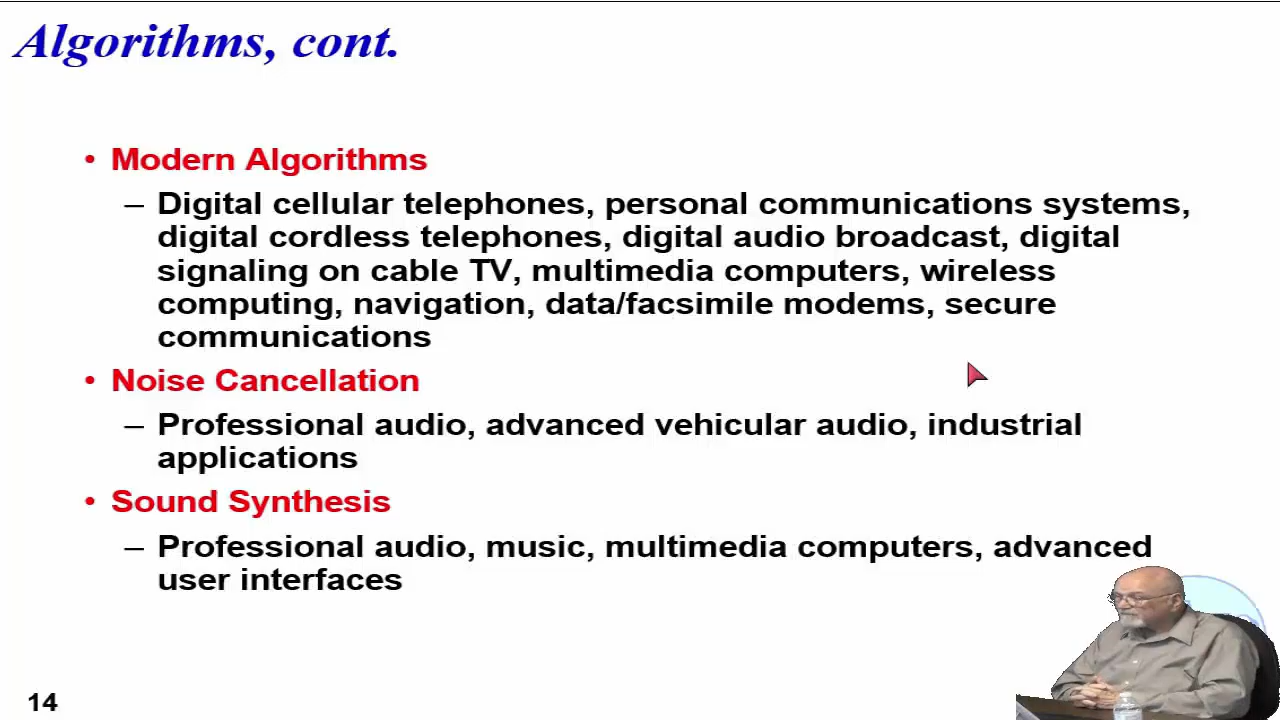 Algorithms, cont.
• Modern Algorithms
– Digital cellular telephones, personal communications systems,
digital cordless telephones, digital audio broadcast, digital
signaling on cable TV, multimedia computers, wireless
computing, navigation, data/facsimile modems, secure
communications
• Noise Cancellation
– Professional audio, advanced vehicular audio, industrial
applications
• Sound Synthesis
– Professional audio, music, multimedia computers, advanced
user interfaces
14